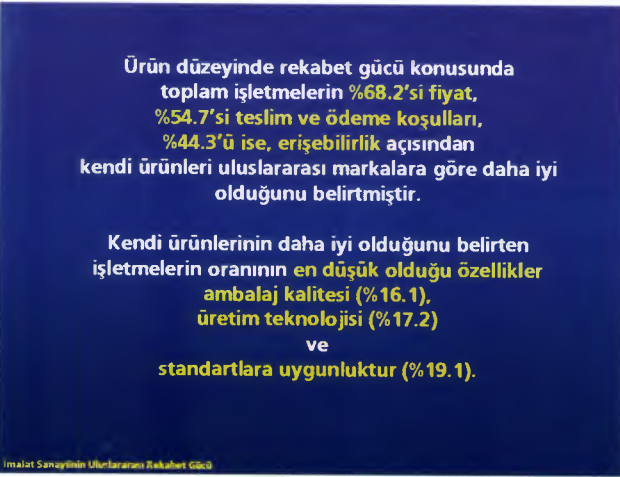 Ürün düzeyinde rekabet gücü konusunda
toplam işletmelerin %68.2'si fiyat,
%54.7'si teslim ve ödeme koşulları,
%44.3'ü ise, erişebilirlik açısından
kendi ürünleri uluslararası markalara göre daha iyi
olduğunu belirtmiştir.
Kendi ürünlerinin daha iyi olduğunu belirten
işletmelerin oranının en düşük olduğu özellikler
ambalaj kalitesi (%16.1),
üretim teknolojisi (%17.2)
ve
standartlara uygunluktur (%19.1).
İmalat Sanayiinin Uluslararası Rekabet Gücü